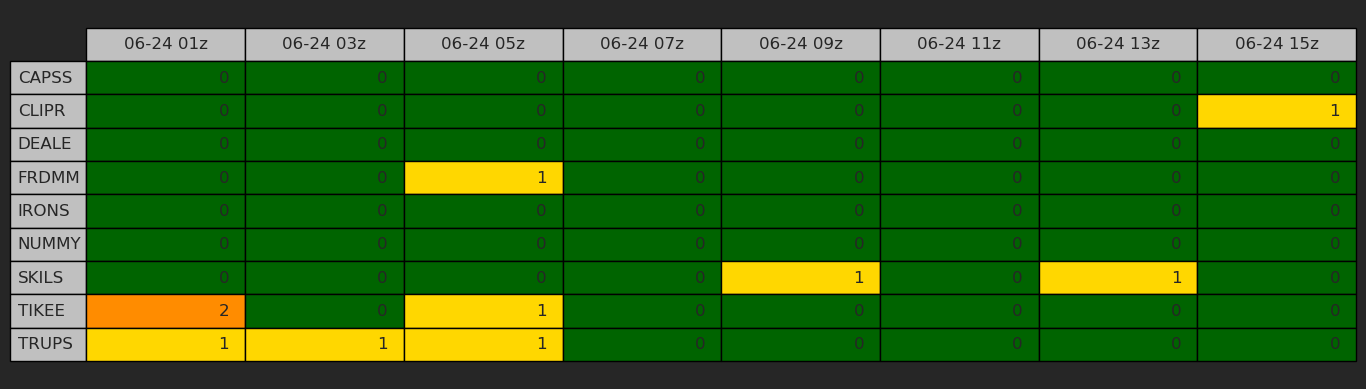 06-24 01z 06-24 03z 06-24 05z 06-24 07z 06-24 09z 06-24 11z 06-24 13z 06-24 15z
CAPSS 0 0 0 0 0 0 0 0
CLIPR 0 0 0 0 0 0 0 1
DEALE 0 0 0 0 0 0 0 0
FRDMM 0 0 1 0 0 0 0 0
IRONS 0 0 0 0 0 0 0 0
NUMMY 0 0 0 0 0 0 0 0
SKILS 0 0 0 0 1 0 1 0
TIKEE 2 0 1 0 0 0 0 0
TRUPS 1 1 1 0 0 0 0 0